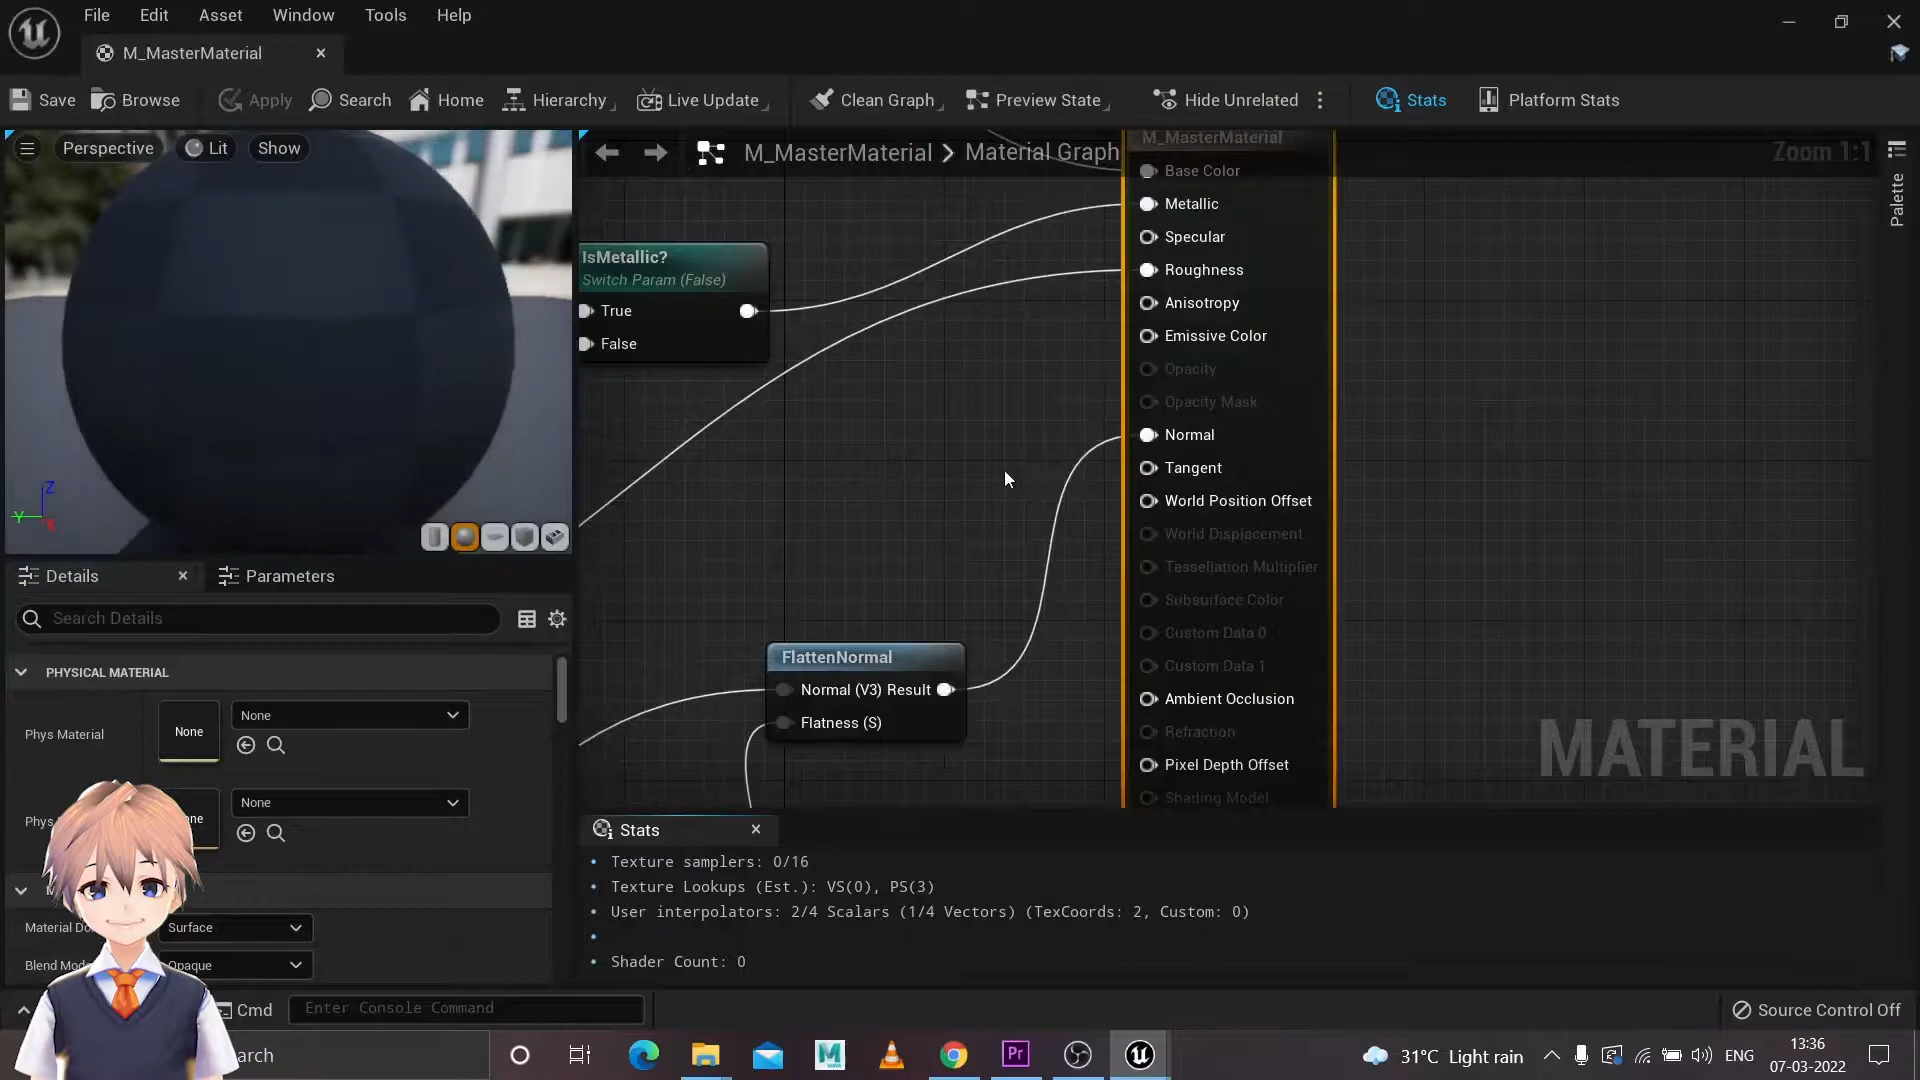 File Edit Asset Window Tools Help
M_MasterMaterial
Save Browse Apply Search Home Hierarchy Live Update Clean Graph Preview State Hide Unrelated Stats Platform Stats
Perspective Lit Show
M_MasterMaterial > Material Graph
Zoom 1:1
Palette
M_MasterMaterial
Base Color
Metallic
Specular
Roughness
Anisotropy
Emissive Color
Opacity
Opacity Mask
Normal
Tangent
World Position Offset
World Displacement
Tessellation Multiplier
Subsurface Color
Custom Data 0
Custom Data 1
Ambient Occlusion
Refraction
Pixel Depth Offset
Shading Model
IsMetallic?
Switch Param (False)
True
False
FlattenNormal
Normal (V3) Result
Flatness (S)
MATERIAL
Z
Y
X
Details Parameters
Search Details
PHYSICAL MATERIAL
Phys Material None None
Phys None
Material Do Surface
Blend Mod Opaque
Stats
• Texture samplers: 0/16
• Texture Lookups (Est.): VS(0), PS(3)
• User interpolators: 2/4 Scalars (1/4 Vectors) (TexCoords: 2, Custom: 0)
•
• Shader Count: 0
Cmd Enter Console Command
Source Control Off
arch
31°C Light rain
ENG
13:36
07-03-2022